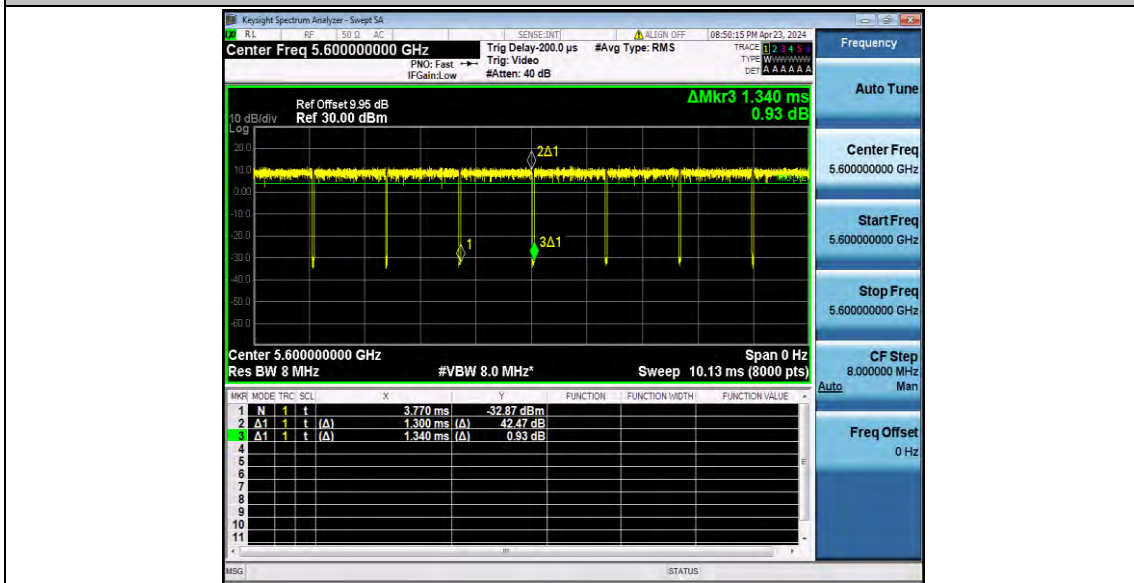 Keysight Spectrum Analyzer - Swept SA
RL RF 50 Ω AC SENSE:INT ALIGN OFF 08:50:15 PM Apr 23, 2024
Center Freq 5.600000000 GHz
Trig Delay-200.0 µs #Avg Type: RMS
TRACE 1 2 3 4 5 6
PNO: Fast Trig: Video
TYPE WWWWWW
IFGain:Low #Atten: 40 dB
DET A A A A A A
Frequency
ΔMkr3 1.340 ms
0.93 dB
Ref Offset 9.95 dB
10 dB/div Ref 30.00 dBm
Log
20.0
10.0
0.00
-10.0
-20.0
-30.0
-40.0
-50.0
-60.0
2Δ1
1
3Δ1
Center 5.600000000 GHz Span 0 Hz
Res BW 8 MHz #VBW 8.0 MHz* Sweep 10.13 ms (8000 pts)
MKR MODE TRC SCL X Y FUNCTION FUNCTION WIDTH FUNCTION VALUE
1 N 1 t 3.770 ms -32.87 dBm
2 Δ1 1 t (Δ) 1.300 ms (Δ) 42.47 dB
3 Δ1 1 t (Δ) 1.340 ms (Δ) 0.93 dB
4
5
6
7
8
9
10
11
MSG STATUS
Auto Tune
Center Freq
5.600000000 GHz
Start Freq
5.600000000 GHz
Stop Freq
5.600000000 GHz
CF Step
8.000000 MHz
Auto Man
Freq Offset
0 Hz